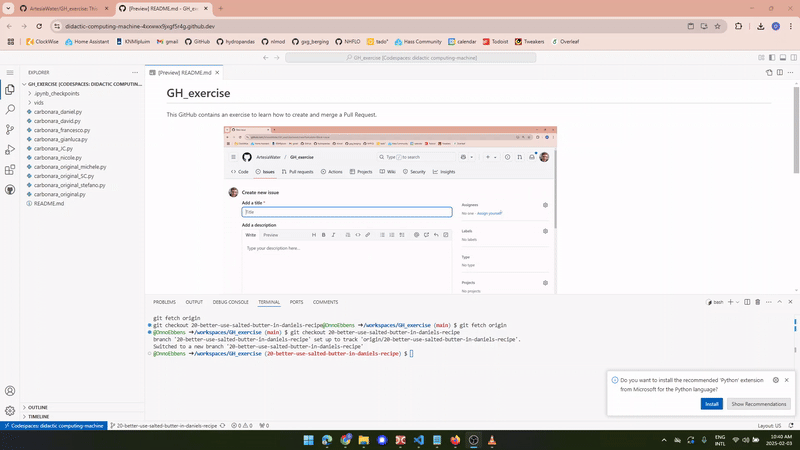 ArtesiaWater/GH_exercise: This
[Preview] README.md - GH_exerc
didactic-computing-machine-4xxwwx9jxgf5r4g.github.dev
ClockWise Home Assistant KNMIpluim gmail GitHub hydropandas nlmod gxg_berging NHFLO tado° Hass Community calendar Todoist Tweakers Overleaf
GH_exercise [Codespaces: didactic computing-machine]
EXPLORER
GH_EXERCISE [CODESPACES: DIDACTIC COMPUTING...
.ipynb_checkpoints
vids
carbonara_daniel.py
carbonara_david.py
carbonara_francesco.py
carbonara_gianluca.py
carbonara_JC.py
carbonara_nicole.py
carbonara_original_michele.py
carbonara_original_SC.py
carbonara_original_stefano.py
carbonara_original.py
README.md
OUTLINE
TIMELINE
[Preview] README.md
GH_exercise
This GitHub contains an exercise to learn how to create and merge a Pull Request.
ArtesiaWater / GH_exercise
Type / to search
Code Issues Pull requests Actions Projects Wiki Security Insights
Create new issue
Add a title *
Title
Add a description
Write Preview
Type your description here...
Assignees
No one - Assign yourself
Labels
No labels
Type
No type
Projects
No projects
PROBLEMS OUTPUT DEBUG CONSOLE TERMINAL PORTS COMMENTS
bash
git fetch origin
git checkout 20-better-use-salted-butter-in-daniels-recipe@OnnoEbbens ➜/workspaces/GH_exercise (main) $ git fetch origin
@OnnoEbbens ➜/workspaces/GH_exercise (main) $ git checkout 20-better-use-salted-butter-in-daniels-recipe
branch '20-better-use-salted-butter-in-daniels-recipe' set up to track 'origin/20-better-use-salted-butter-in-daniels-recipe'.
Switched to a new branch '20-better-use-salted-butter-in-daniels-recipe'
@OnnoEbbens ➜/workspaces/GH_exercise (20-better-use-salted-butter-in-daniels-recipe) $
Do you want to install the recommended 'Python' extension
from Microsoft for the Python language?
Install Show Recommendations
Codespaces: didactic computing-machine 20-better-use-salted-butter-in-daniels-recipe 0 0 0 Layout: US
ENG
INTL
10:40 AM
2025-02-03